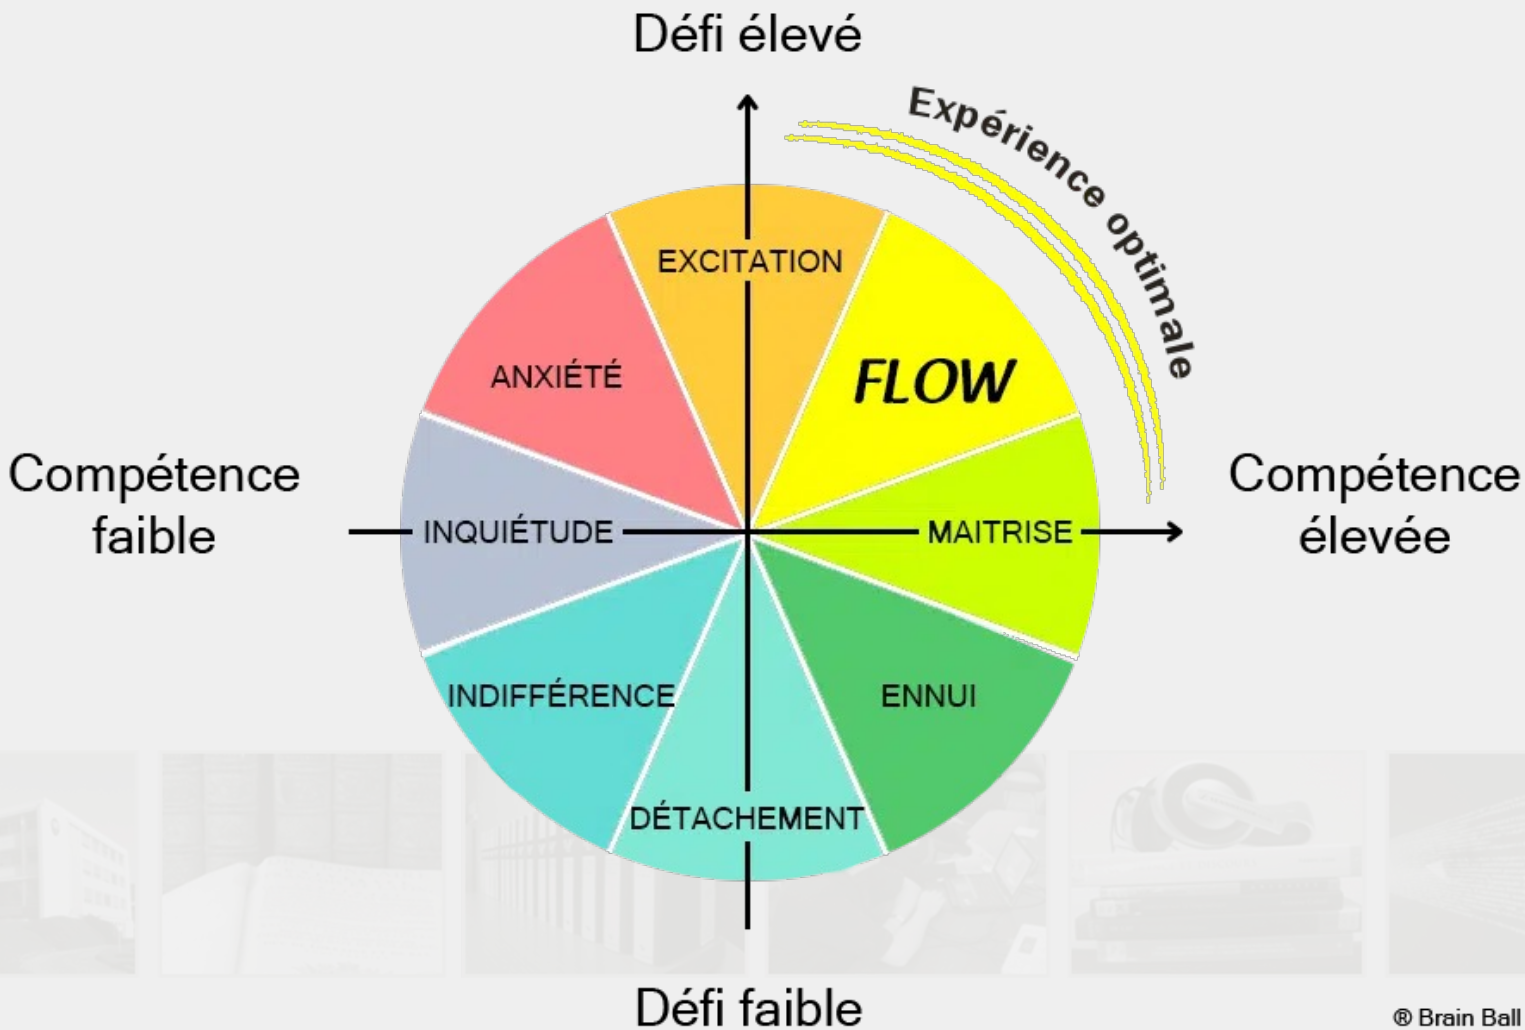 Défi élevé
Expérience optimale
EXCITATION
ANXIÉTÉ
FLOW
Compétence
faible
INQUIÉTUDE
MAITRISE
Compétence
élevée
INDIFFÉRENCE
ENNUI
DÉTACHEMENT
Défi faible
® Brain Ball